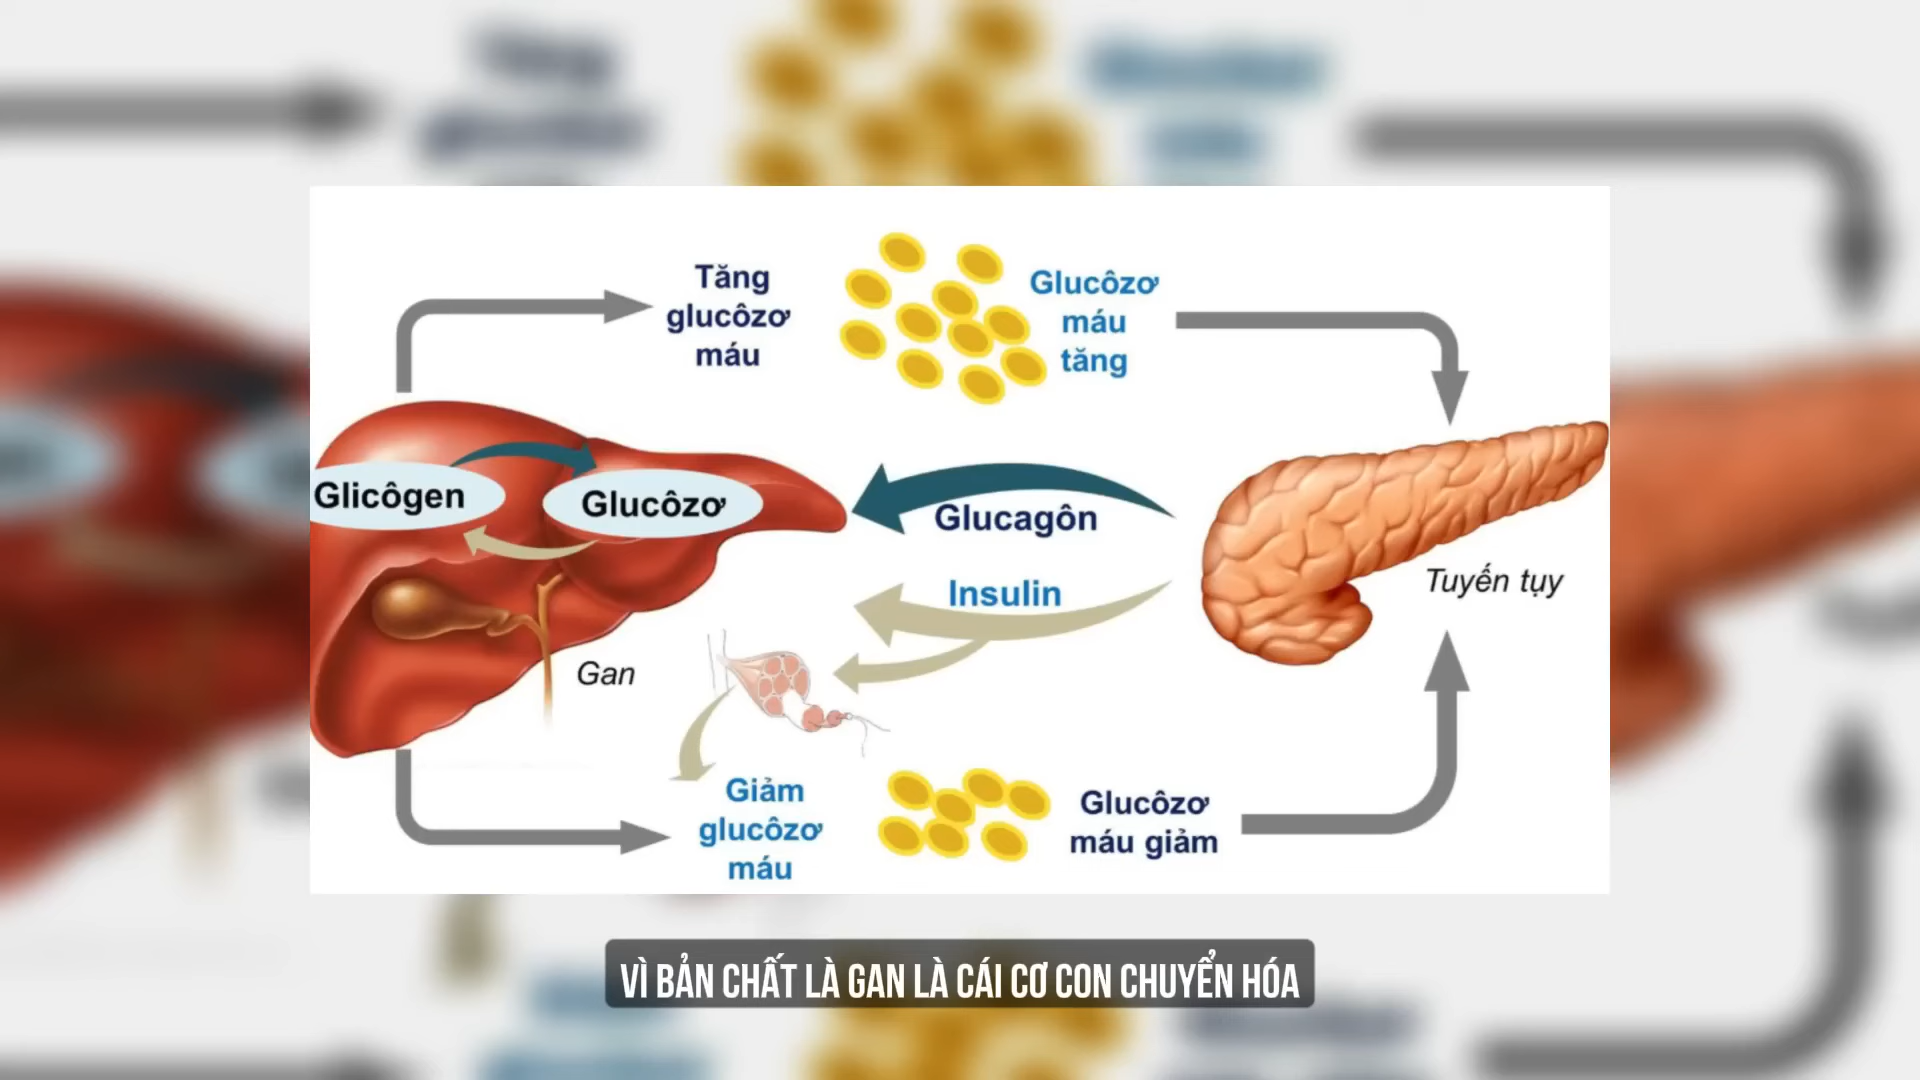 Tăng
glucôzơ
máu
Glucôzơ
máu
tăng
Glicôgen
Glucôzơ
Glucagôn
Insulin
Tuyến tụy
Gan
Giảm
glucôzơ
máu
Glucôzơ
máu giảm
VÌ BẢN CHẤT LÀ GAN LÀ CÁI CƠ CON CHUYỂN HÓA